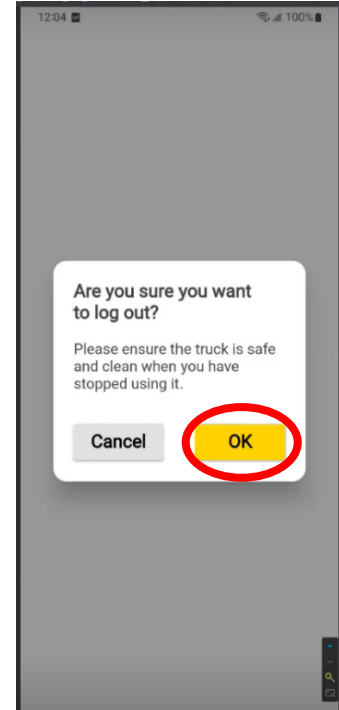 12:04 100%
Are you sure you want
to log out?
Please ensure the truck is safe
and clean when you have
stopped using it.
Cancel OK